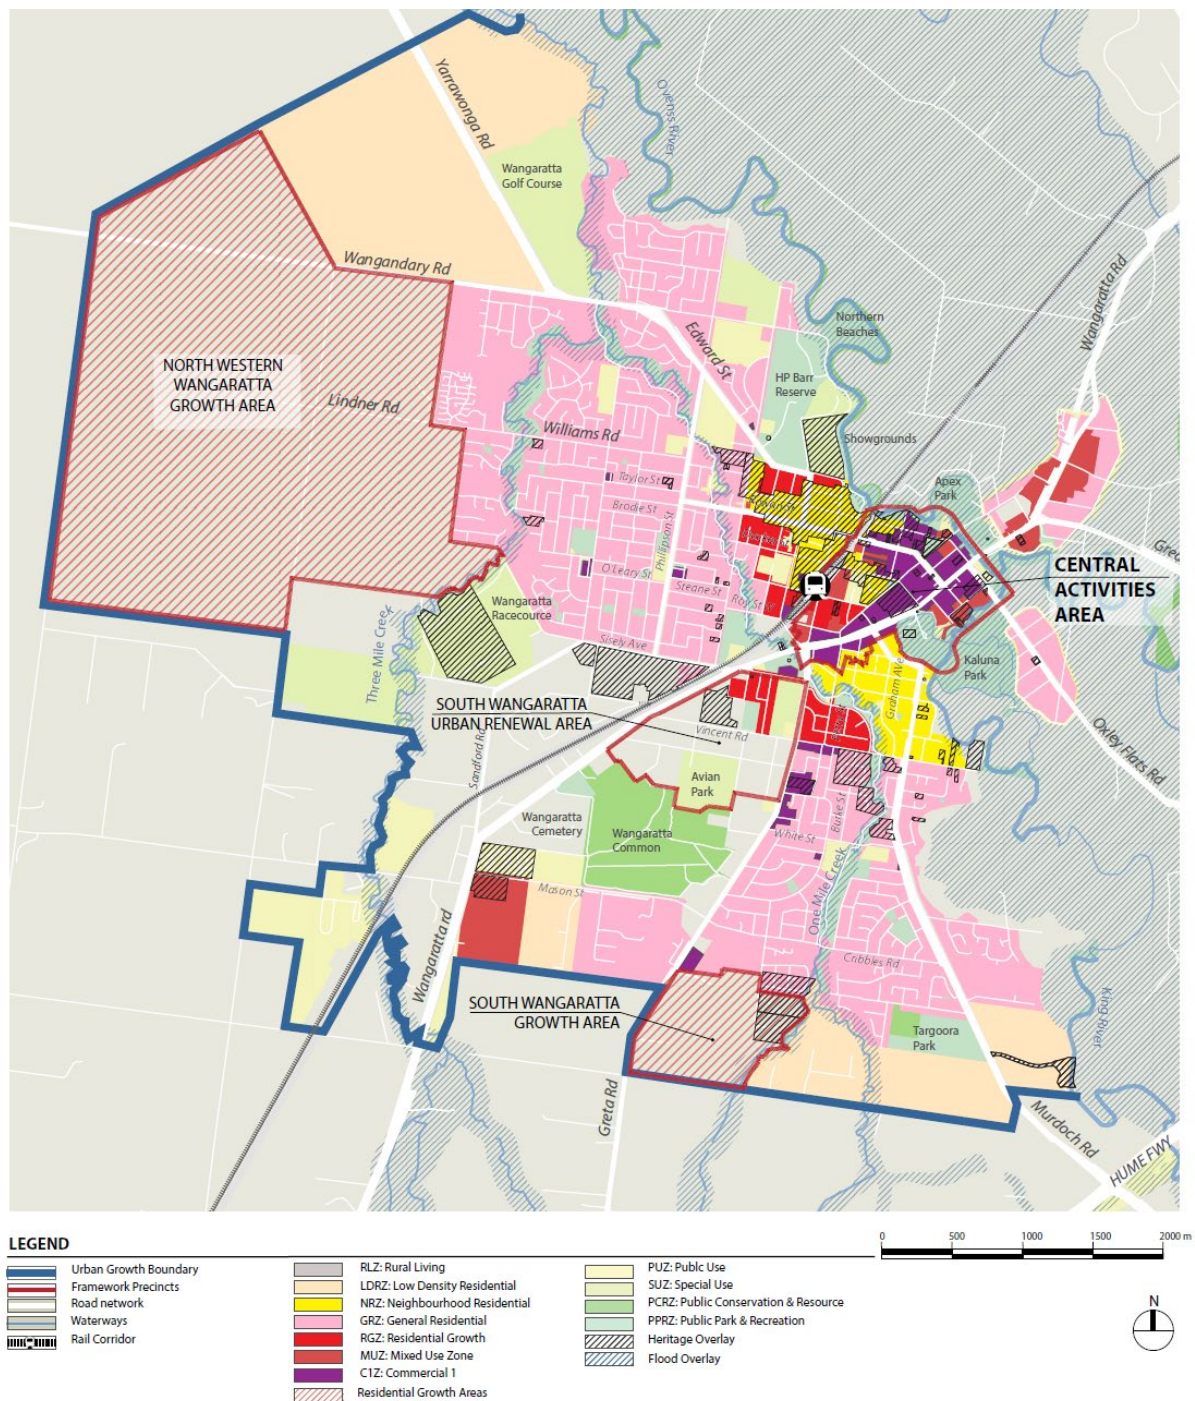 Yarrawonga Rd
Ovenss River
Wangaratta
Golf Course
Wangandary Rd
Wangaratta Rd
Northern
Beaches
Edward St
HP Barr
Reserve
NORTH WESTERN
WANGARATTA
GROWTH AREA
Lindner Rd
Williams Rd
Showgrounds
Taylor St
Apex
Park
Brodie St
Phillipson St
CENTRAL
ACTIVITIES
AREA
O'Leary St
Steane St
Wangaratta
Racecource
Three Mile Creek
Sisely Ave
Kaluna
Park
Graham Ave
SOUTH WANGARATTA
URBAN RENEWAL AREA
Vincent Rd
Oxley Flats Rd
Sandford Rd
Avian
Park
Wangaratta
Cemetery
Wangaratta
Common
Burke St
White St
One Mile Creek
Mason St
Wangaratta rd
Cribbles Rd
SOUTH WANGARATTA
GROWTH AREA
Targoora
Park
King River
Greta Rd
Murdoch Rd
HUME FWY
LEGEND
0 500 1000 1500 2000 m
Urban Growth Boundary
Framework Precincts
Road network
Waterways
Rail Corridor
RLZ: Rural Living
LDRZ: Low Density Residential
NRZ: Neighbourhood Residential
GRZ: General Residential
RGZ: Residential Growth
MUZ: Mixed Use Zone
C1Z: Commercial 1
Residential Growth Areas
PUZ: Publc Use
SUZ: Special Use
PCRZ: Public Conservation & Resource
PPRZ: Public Park & Recreation
Heritage Overlay
Flood Overlay
N